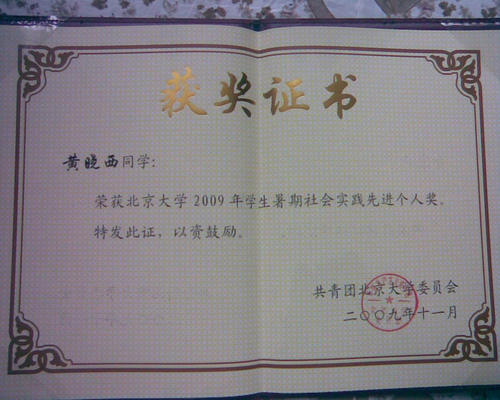 获奖证书
黄晓西同学：
荣获北京大学2009年学生暑期社会实践先进个人奖。
特发此证，以资鼓励。
共青团北京大学委员会
二〇〇九年十一月